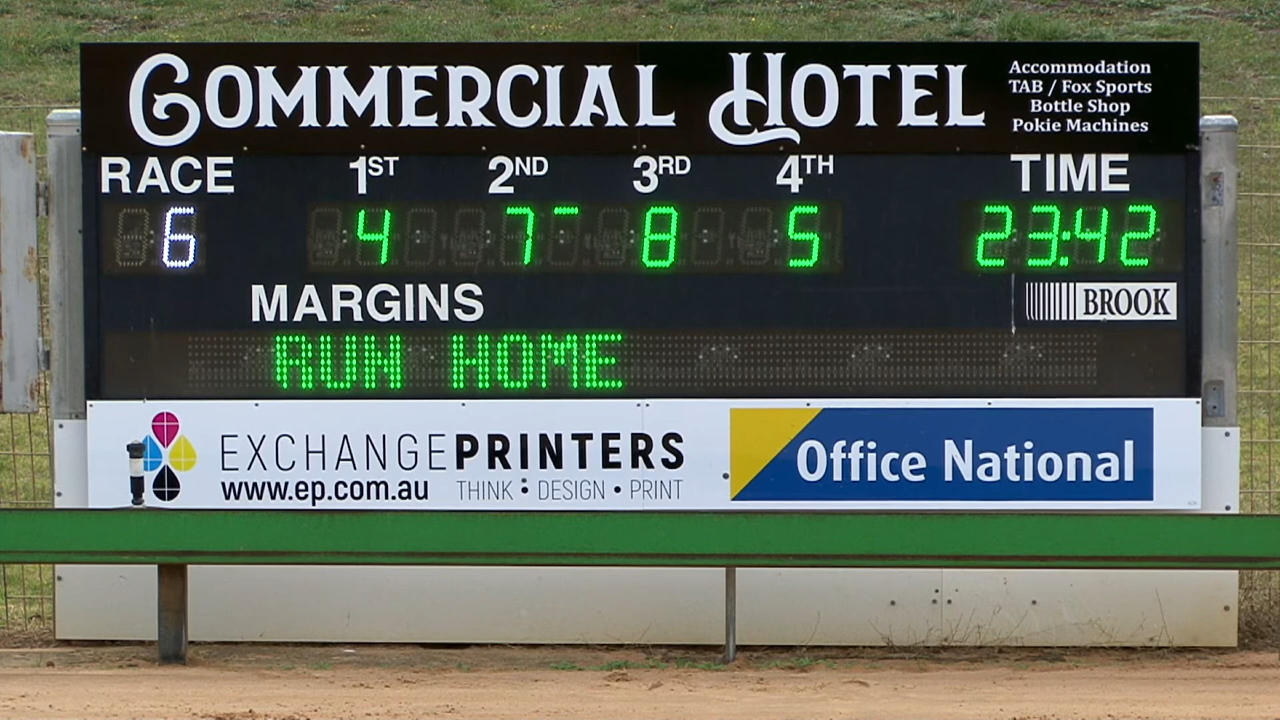 COMMERCIAL HOTEL
Accommodation
TAB / Fox Sports
Bottle Shop
Pokie Machines
RACE 1ST 2ND 3RD 4TH TIME
6 4 7- 8 5 23:42
MARGINS
BROOK
RUN HOME
EXCHANGEPRINTERS
www.ep.com.au THINK • DESIGN • PRINT
Office National